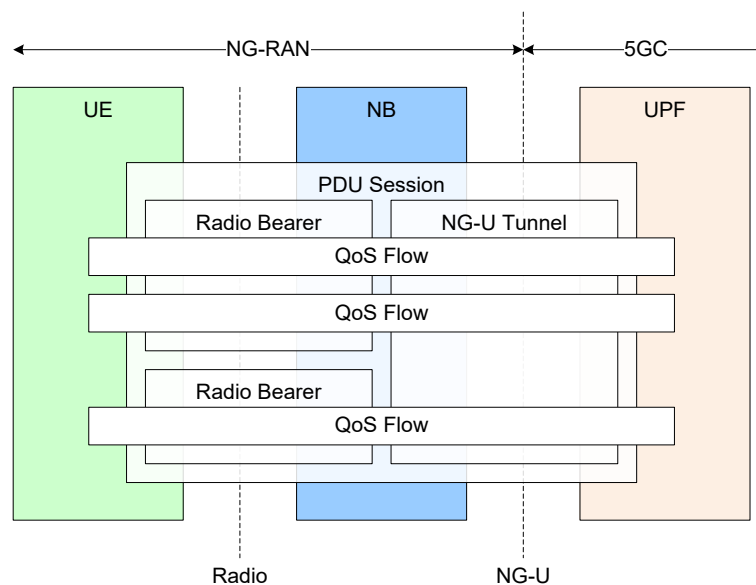 NG-RAN 5GC
UE NB UPF
PDU Session
Radio Bearer NG-U Tunnel
QoS Flow
QoS Flow
Radio Bearer
QoS Flow
Radio NG-U